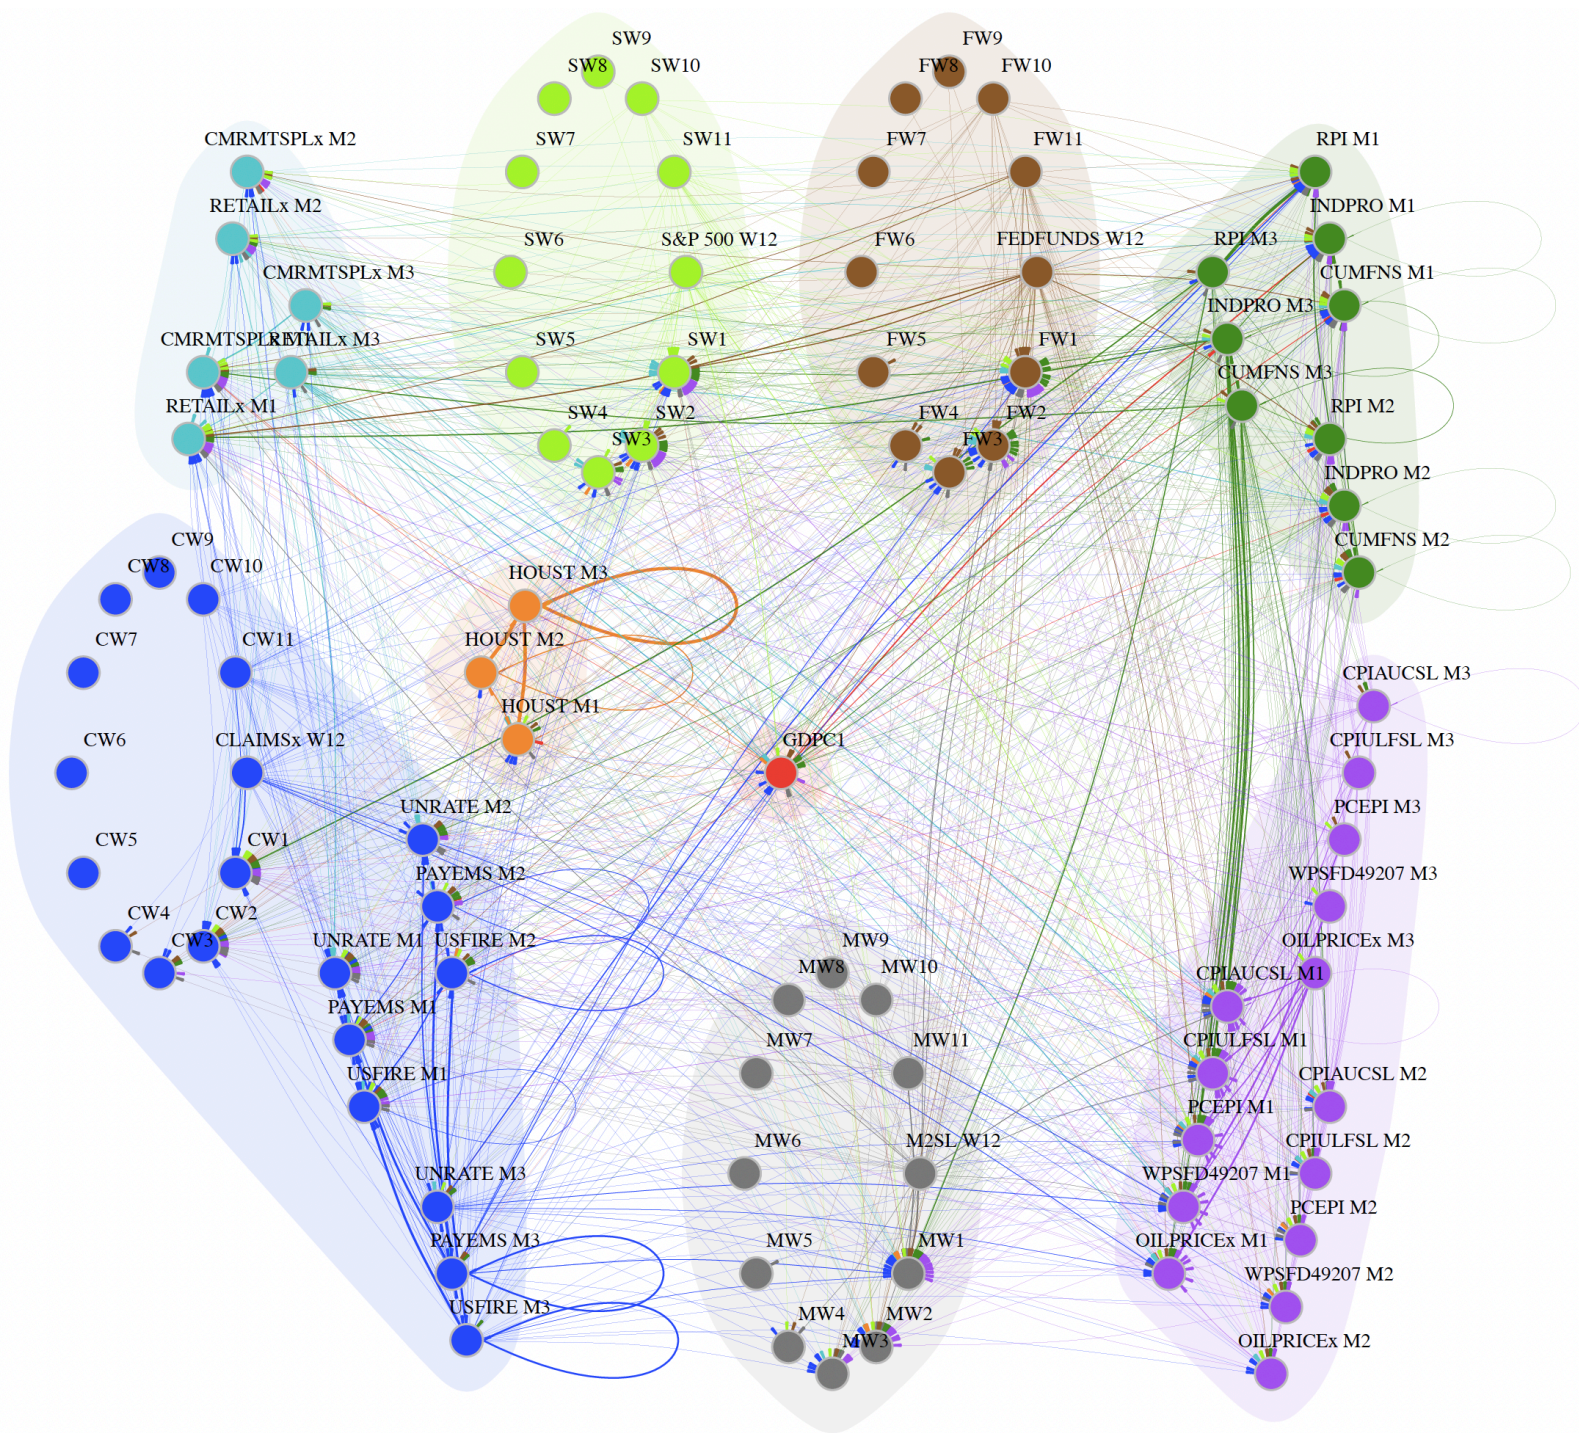 SW9
FW9
SW8
SW10
FW8
FW10
CMRMTSPLx M2
SW7
SW11
FW7
FW11
RPI M1
RETAILx M2
INDPRO M1
SW6
S&P 500 W12
FW6
FEDFUNDS W12
RPI M3
CMRMTSPLx M3
CUMFNS M1
INDPRO M3
CMRMTSPLx M1
RETAILx M3
SW5
SW1
FW5
FW1
CUMFNS M3
RETAILx M1
SW4
SW2
FW4
FW2
RPI M2
SW3
FW3
INDPRO M2
CW9
CUMFNS M2
CW8
CW10
HOUST M3
CW7
CW11
HOUST M2
CPIAUCSL M3
HOUST M1
CW6
CLAIMSx W12
GDPC1
CPIULFSL M3
UNRATE M2
PCEPI M3
CW5
CW1
PAYEMS M2
WPSFD49207 M3
CW4
CW2
CW3
UNRATE M1
USFIRE M2
MW9
OILPRICEx M3
MW8
MW10
CPIAUCSL M1
PAYEMS M1
MW7
MW11
CPIULFSL M1
USFIRE M1
CPIAUCSL M2
PCEPI M1
MW6
M2SL W12
CPIULFSL M2
UNRATE M3
WPSFD49207 M1
PCEPI M2
PAYEMS M3
MW5
MW1
OILPRICEx M1
WPSFD49207 M2
USFIRE M3
MW4
MW2
MW3
OILPRICEx M2